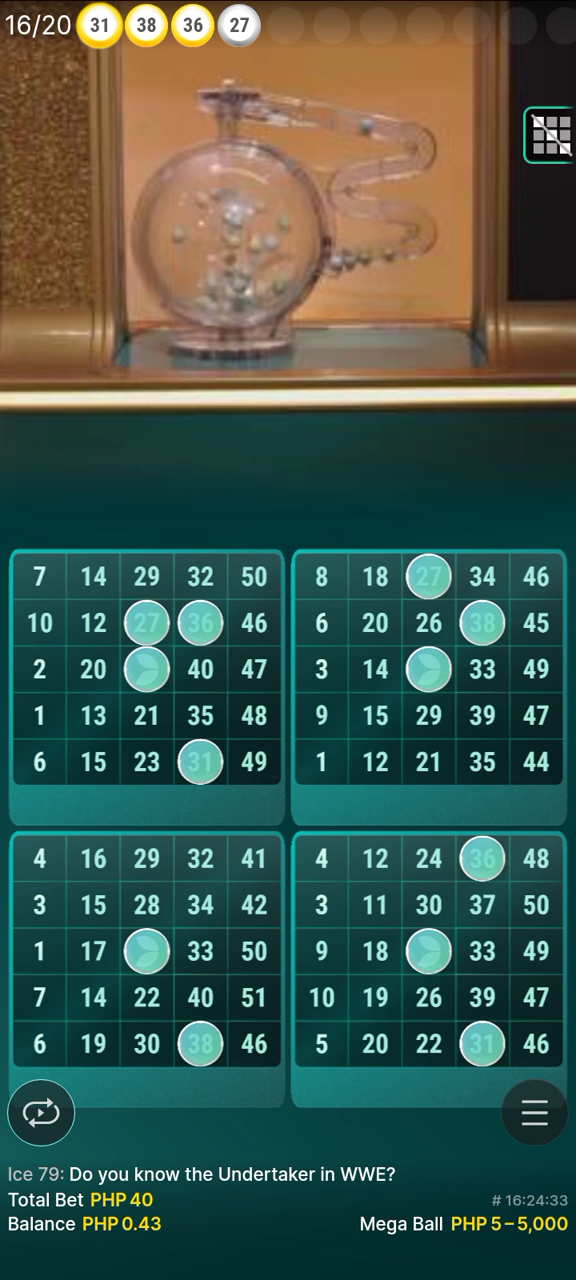 16/20 31 38 36 27
7 14 29 32 50
10 12 27 36 46
2 20 40 47
1 13 21 35 48
6 15 23 31 49
8 18 27 34 46
6 20 26 38 45
3 14 33 49
9 15 29 39 47
1 12 21 35 44
4 16 29 32 41
3 15 28 34 42
1 17 33 50
7 14 22 40 51
6 19 30 38 46
4 12 24 36 48
3 11 30 37 50
9 18 33 49
10 19 26 39 47
5 20 22 31 46
Ice 79: Do you know the Undertaker in WWE?
Total Bet PHP 40
# 16:24:33
Balance PHP 0.43
Mega Ball PHP 5–5,000